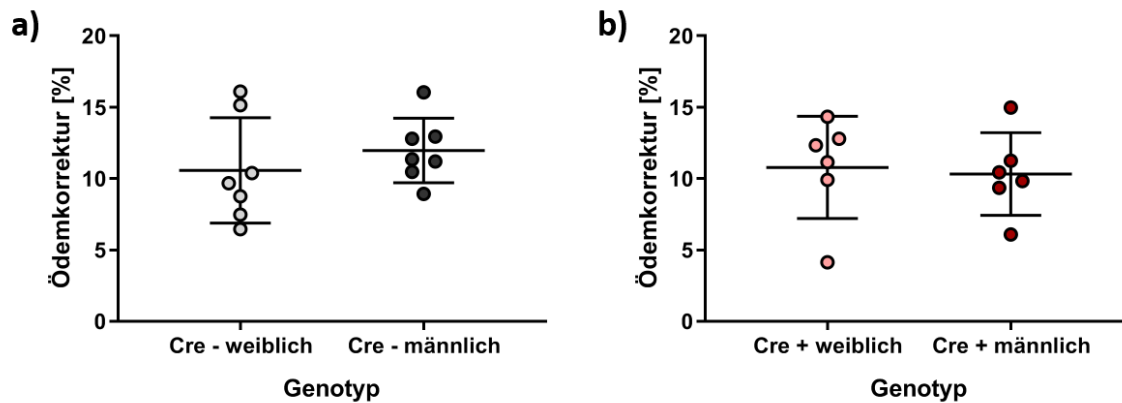 a)
Ödemkorrektur [%]
20
15
10
5
0
Cre - weiblich
Cre - männlich
Genotyp
b)
Ödemkorrektur [%]
20
15
10
5
0
Cre + weiblich
Cre + männlich
Genotyp